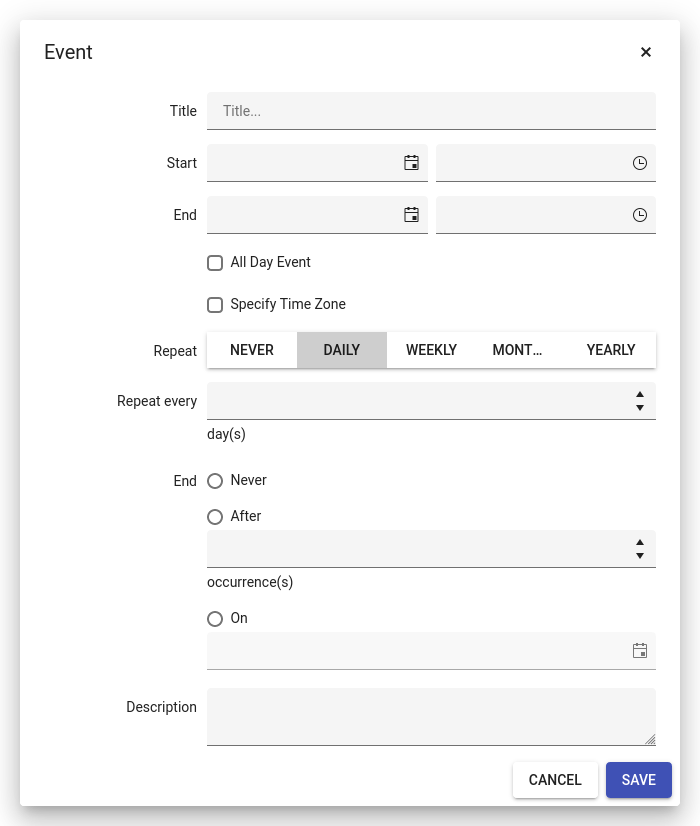 Event
Title Title...
Start
End
All Day Event
Specify Time Zone
Repeat NEVER DAILY WEEKLY MONT... YEARLY
Repeat every
day(s)
End Never
After
occurrence(s)
On
Description
CANCEL SAVE